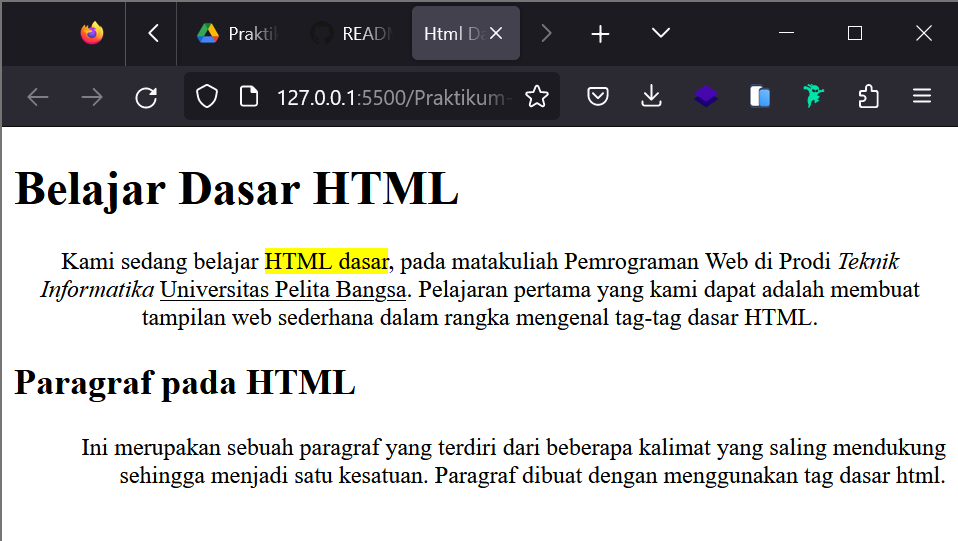 Prakti READM Html Da
127.0.0.1:5500/Praktikum-
Belajar Dasar HTML
Kami sedang belajar HTML dasar, pada matakuliah Pemrograman Web di Prodi Teknik
Informatika Universitas Pelita Bangsa. Pelajaran pertama yang kami dapat adalah membuat
tampilan web sederhana dalam rangka mengenal tag-tag dasar HTML.
Paragraf pada HTML
Ini merupakan sebuah paragraf yang terdiri dari beberapa kalimat yang saling mendukung
sehingga menjadi satu kesatuan. Paragraf dibuat dengan menggunakan tag dasar html.